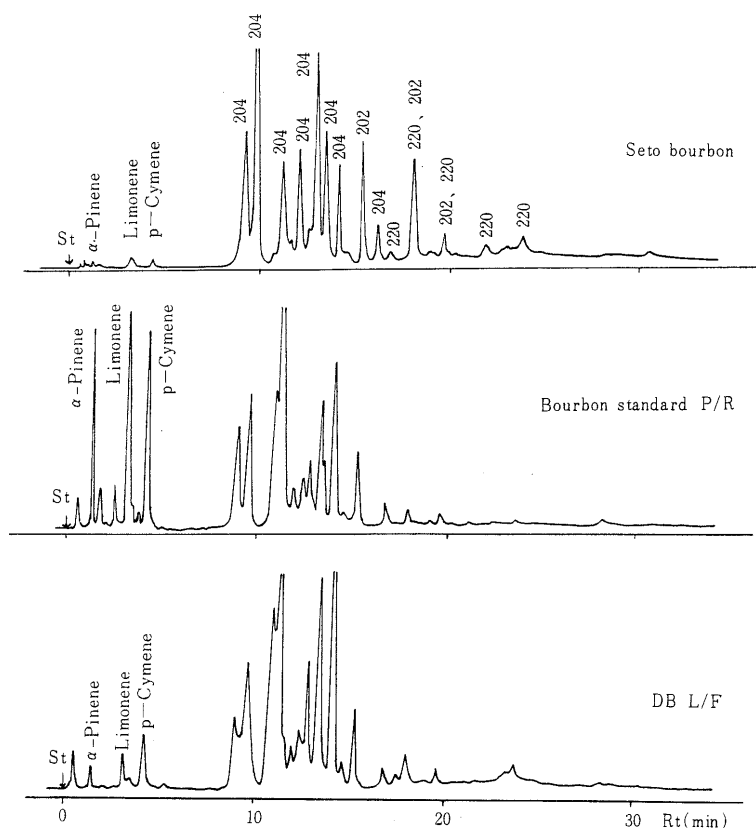 204
204
204
204
204
204
204
202
204
220
220、202
202、220
220
220
Seto bourbon
St
α-Pinene
Limonene
p-Cymene
α-Pinene
Limonene
p-Cymene
St
Bourbon standard P/R
St
α-Pinene
Limonene
p-Cymene
DB L/F
0
10
20
30
Rt(min)